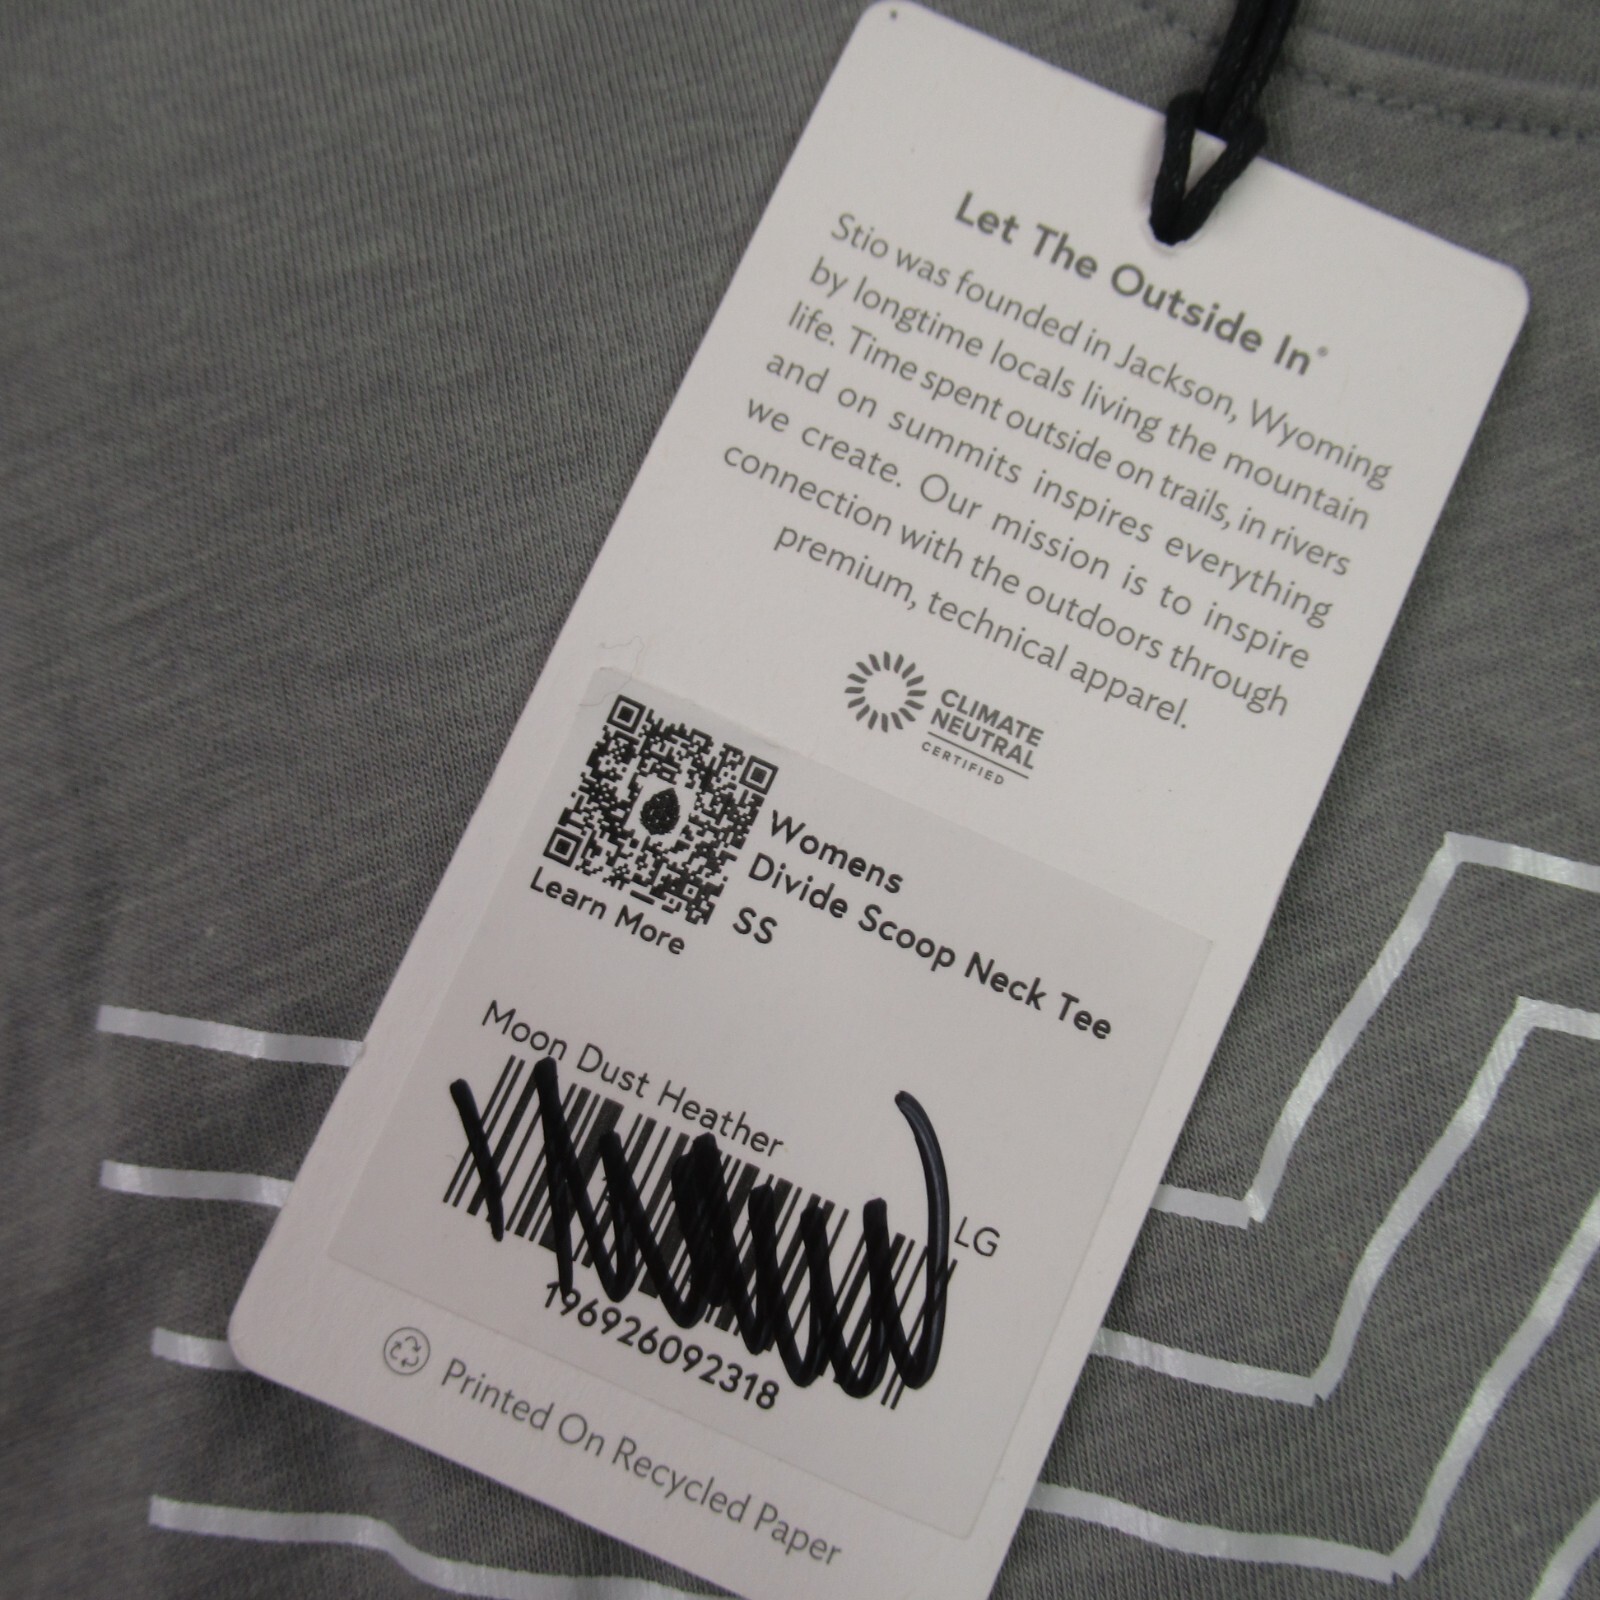 Let The Outside In®
Stio was founded in Jackson, Wyoming
by longtime locals living the mountain
life. Time spent outside on trails, in rivers
and on summits inspires everything
we create. Our mission is to inspire
connection with the outdoors through
premium, technical apparel.
CLIMATE
NEUTRAL
CERTIFIED
Womens
Divide Scoop Neck Tee
SS
Learn More
Moon Dust Heather
LG
196926092318
Printed On Recycled Paper